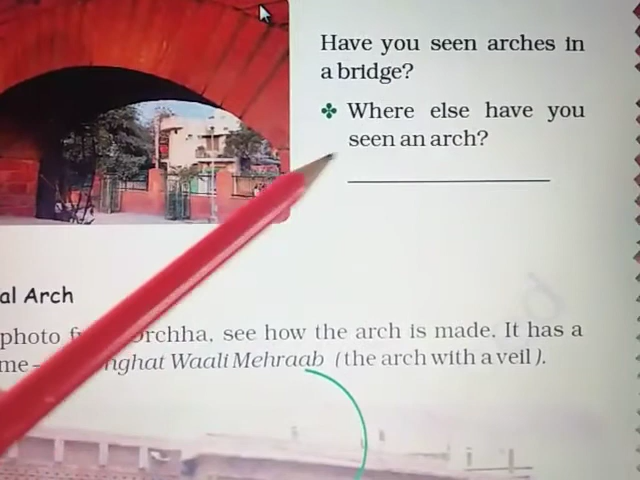 Have you seen arches in
a bridge?
Where else have you
seen an arch?
al Arch
photo Orchha, see how the arch is made. It has a
me – nghat Waali Mehraab (the arch with a veil).